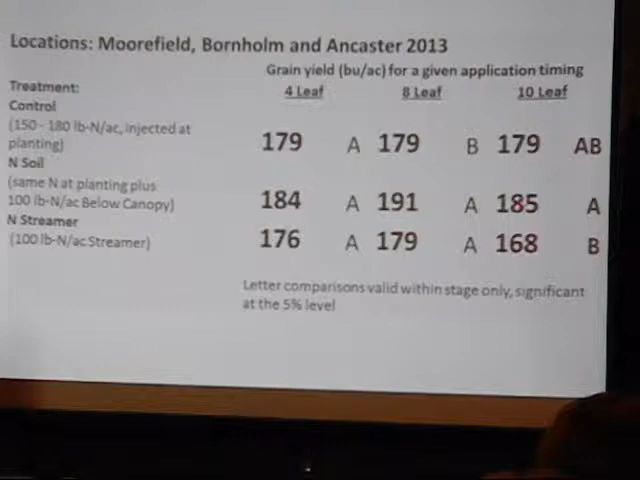 Locations: Moorefield, Bornholm and Ancaster 2013
Grain yield (bu/ac) for a given application timing
Treatment: 4 Leaf 8 Leaf 10 Leaf
Control
(150 - 180 lb-N/ac, injected at
planting) 179 A 179 B 179 AB
N Soil
(same N at planting plus
100 lb-N/ac Below Canopy) 184 A 191 A 185 A
N Streamer
(100 lb-N/ac Streamer) 176 A 179 A 168 B
Letter comparisons valid within stage only, significant
at the 5% level